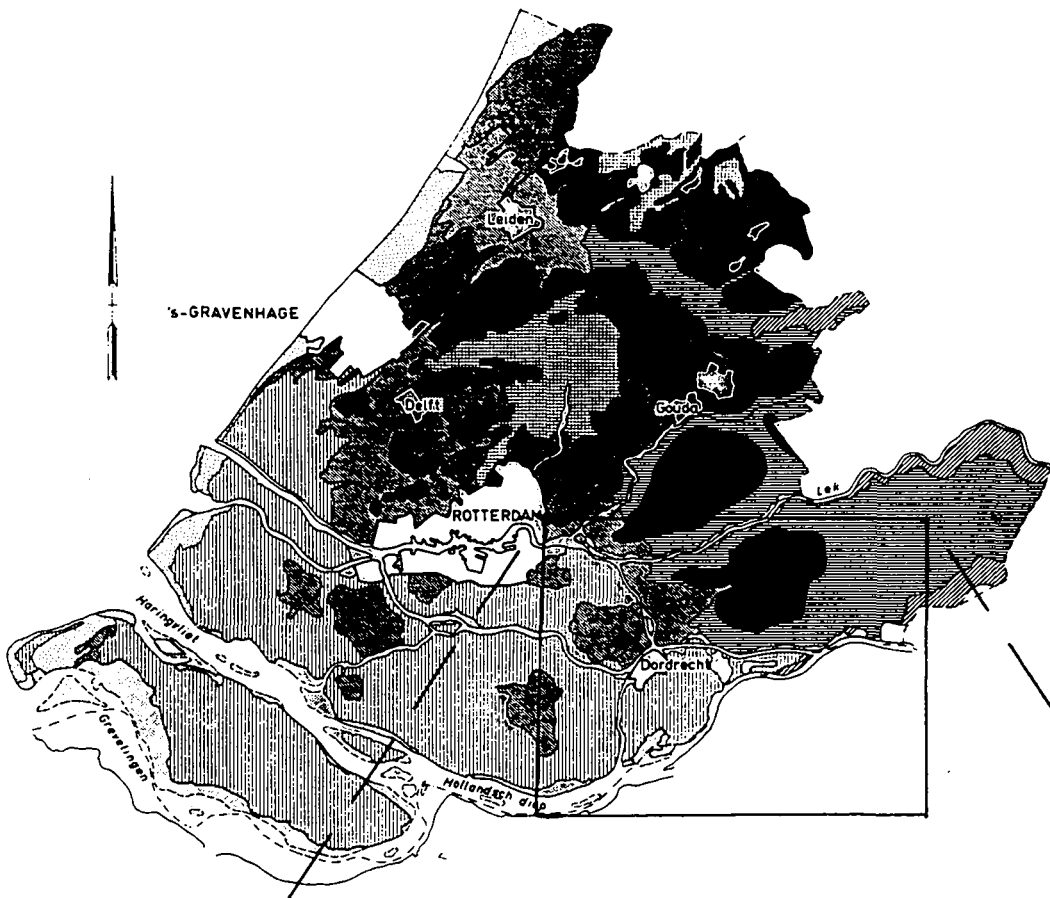 Leiden
's-GRAVENHAGE
Delft
Gouda
Lek
ROTTERDAM
Haringvliet
Dordrecht
Grevelingen
Hollandsch diep